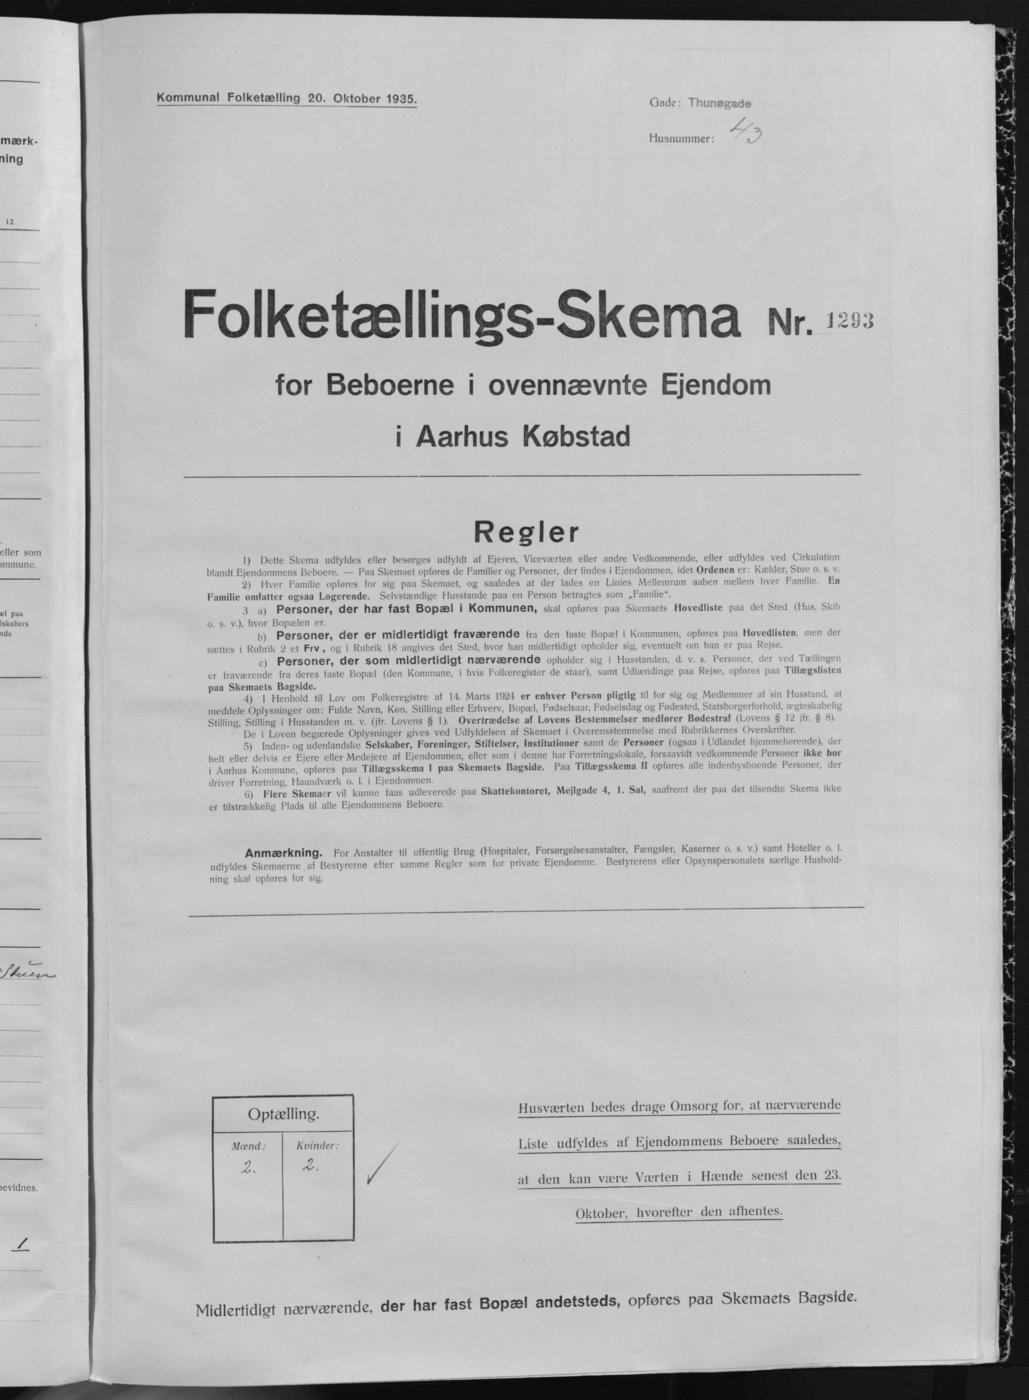 mærk-
ning
12
eller som
ommune.
el paa
lskabers
nde
Stuen
bevidnes.
1
Kommunal Folketælling 20. Oktober 1935.
Gade: Thunøgade
Husnummer: 43
Folketællings-Skema Nr. 1293
for Beboerne i ovennævnte Ejendom
i Aarhus Købstad
Regler
1) Dette Skema udfyldes eller besørges udfyldt af Ejeren, Viceværten eller andre Vedkommende, eller udfyldes ved Cirkulation
blandt Ejendommens Beboere. — Paa Skemaet opføres de Familier og Personer, der findes i Ejendommen, idet Ordenen er: Kælder, Stue o. s. v.
2) Hver Familie opføres for sig paa Skemaet, og saaledes at der lades en Linies Mellemrum aaben mellem hver Familie. En
Familie omfatter ogsaa Logerende. Selvstændige Husstande paa en Person betragtes som „Familie“.
3 a) Personer, der har fast Bopæl i Kommunen, skal opføres paa Skemaets Hovedliste paa det Sted (Hus, Skib
o. s. v.), hvor Bopælen er.
b) Personer, der er midlertidigt fraværende fra den faste Bopæl i Kommunen, opføres paa Hovedlisten, men der
sættes i Rubrik 2 et Frv., og i Rubrik 18 angives det Sted, hvor han midlertidigt opholder sig, eventuelt om han er paa Rejse.
c) Personer, der som midlertidigt nærværende opholder sig i Husstanden, d. v. s. Personer, der ved Tællingen
er fraværende fra deres faste Bopæl (den Kommune, i hvis Folkeregister de staar), samt Udlændinge paa Rejse, opføres paa Tillægslisten
paa Skemaets Bagside.
4) I Henhold til Lov om Folkeregistre af 14. Marts 1924 er enhver Person pligtig til for sig og Medlemmer af sin Husstand, at
meddele Oplysninger om: Fulde Navn, Køn, Stilling eller Erhverv, Bopæl, Fødselsaar, Fødselsdag og Fødested, Statsborgerforhold, ægteskabelig
Stilling, Stilling i Husstanden m. v. (jfr. Lovens § 1). Overtrædelse af Lovens Bestemmelser medfører Bødestraf (Lovens § 12 jfr. § 8).
De i Loven begærede Oplysninger gives ved Udfyldelsen af Skemaet i Overensstemmelse med Rubrikkernes Overskrifter.
5) Inden- og udenlandske Selskaber, Foreninger, Stiftelser, Institutioner samt de Personer (ogsaa i Udlandet hjemmehørende), der
helt eller delvis er Ejere eller Medejere af Ejendommen, eller som i denne har Forretningslokale, forsaavidt vedkommende Personer ikke bor
i Aarhus Kommune, opføres paa Tillægsskema I paa Skemaets Bagside. Paa Tillægsskema II opføres alle indenbysboende Personer, der
driver Forretning, Haandværk o. l. i Ejendommen.
6) Flere Skemaer vil kunne faas udleverede paa Skattekontoret, Mejlgade 4, 1. Sal, saafremt der paa det tilsendte Skema ikke
er tilstrækkelig Plads til alle Ejendommens Beboere.
Anmærkning. For Anstalter til offentlig Brug (Hospitaler, Forsørgelsesanstalter, Fængsler, Kaserner o. s. v.) samt Hoteller o. l.
udfyldes Skemaerne af Bestyrerne efter samme Regler som for private Ejendomme. Bestyrerens eller Opsynspersonalets særlige Hushold-
ning skal opføres for sig.
Optælling.
Mænd: Kvinder:
2. 2.
Husværten bedes drage Omsorg for, at nærværende
Liste udfyldes af Ejendommens Beboere saaledes,
at den kan være Værten i Hænde senest den 23.
Oktober, hvorefter den afhentes.
Midlertidigt nærværende, der har fast Bopæl andetsteds, opføres paa Skemaets Bagside.